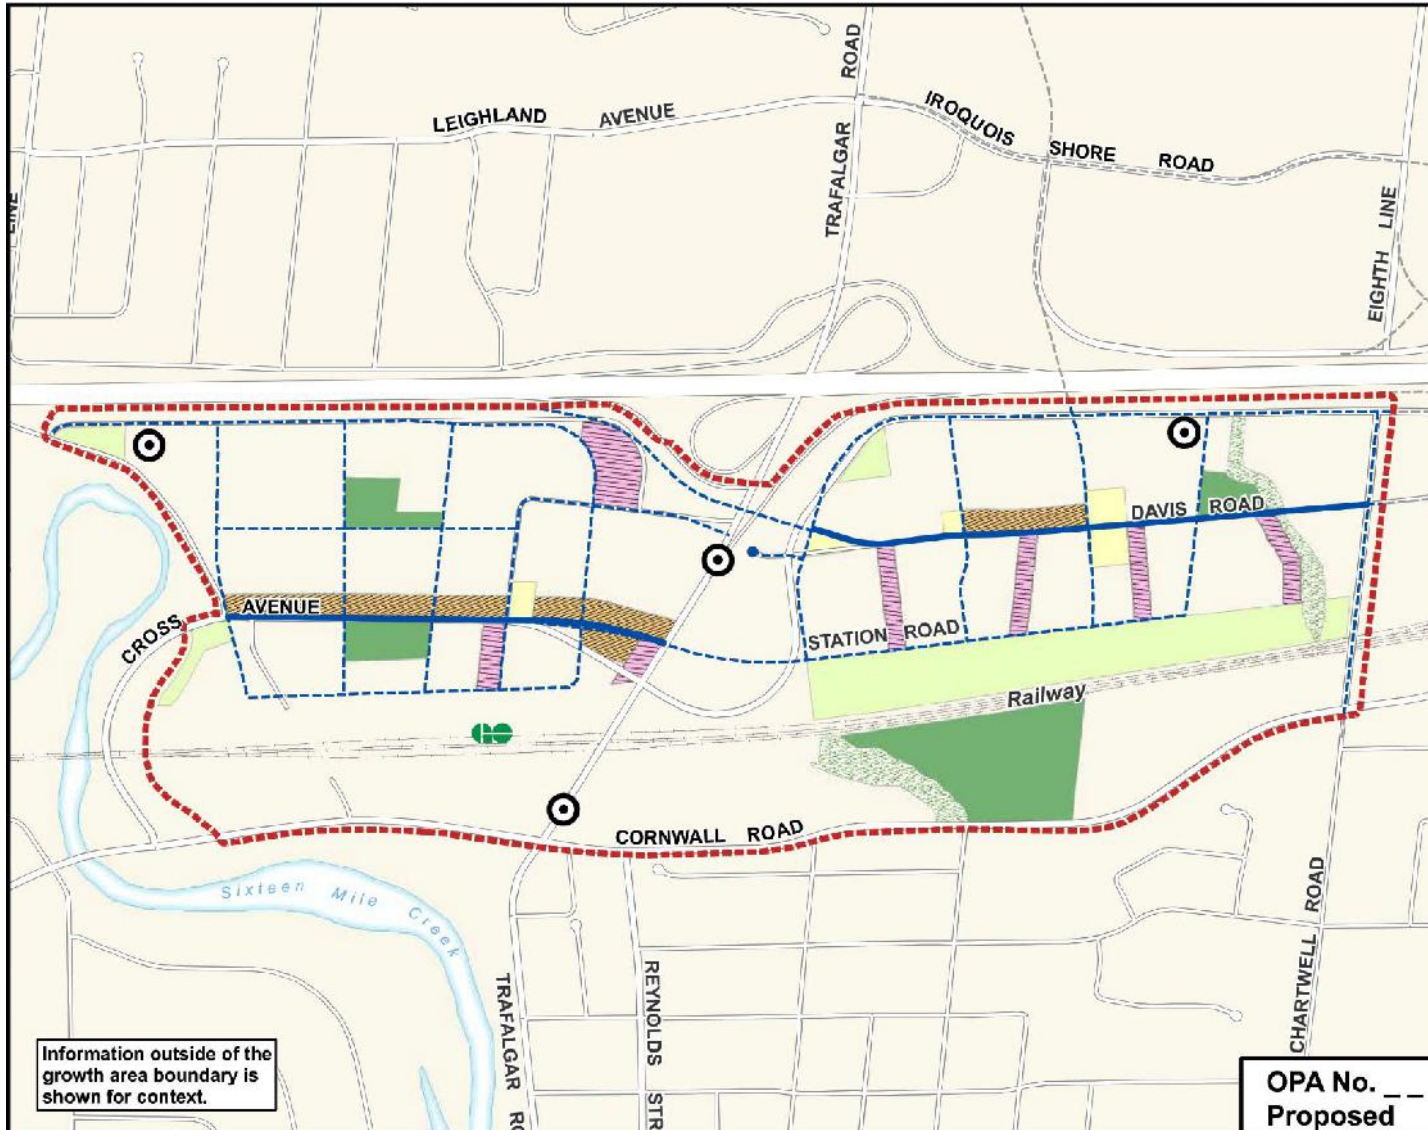 ROAD
LEIGHLAND AVENUE
IROQUOIS SHORE ROAD
TRAFALGAR
LINE
EIGHTH LINE
DAVIS ROAD
AVENUE
CROSS
STATION ROAD
Railway
CORNWALL ROAD
Sixteen Mile Creek
TRAFALGAR RO
REYNOLDS STR
CHARTWELL ROAD
Information outside of the
growth area boundary is
shown for context.
OPA No. _ _
Proposed